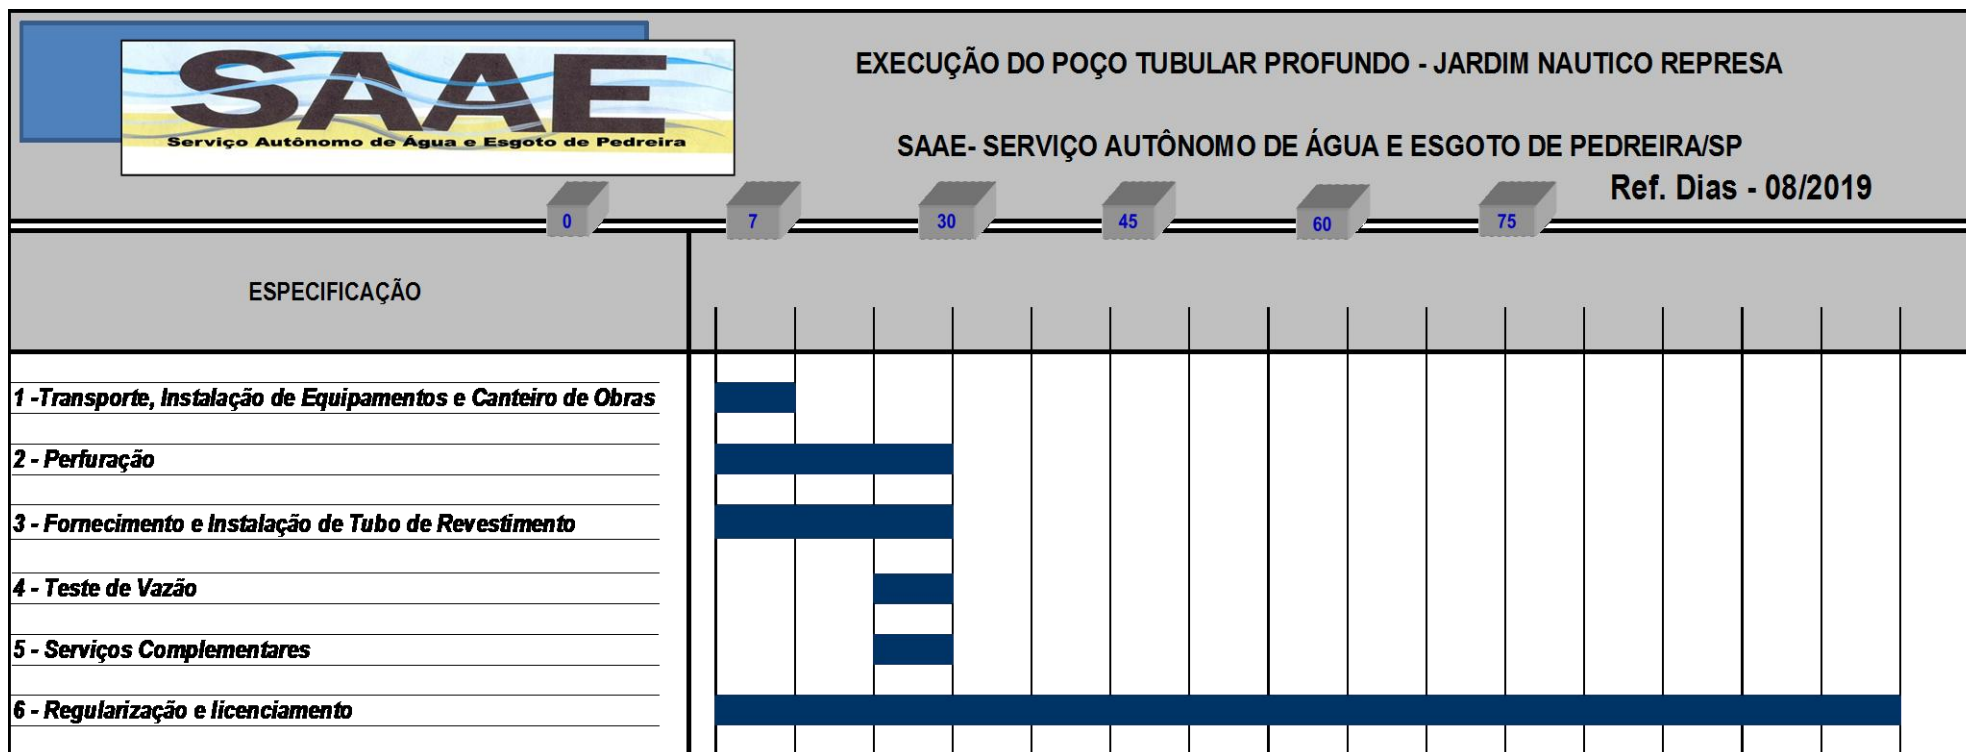 SAAE
Serviço Autônomo de Água e Esgoto de Pedreira
EXECUÇÃO DO POÇO TUBULAR PROFUNDO - JARDIM NAUTICO REPRESA
SAAE- SERVIÇO AUTÔNOMO DE ÁGUA E ESGOTO DE PEDREIRA/SP
Ref. Dias - 08/2019
0 7 30 45 60 75
ESPECIFICAÇÃO
1 -Transporte, Instalação de Equipamentos e Canteiro de Obras
2 - Perfuração
3 - Fornecimento e Instalação de Tubo de Revestimento
4 - Teste de Vazão
5 - Serviços Complementares
6 - Regularização e licenciamento